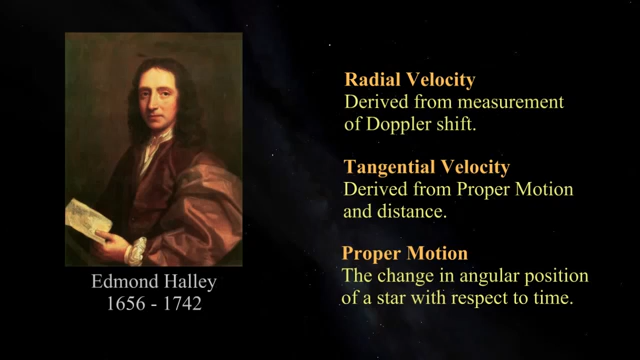 Edmond Halley
1656 - 1742
Radial Velocity
Derived from measurement
of Doppler shift.
Tangential Velocity
Derived from Proper Motion
and distance.
Proper Motion
The change in angular position
of a star with respect to time.